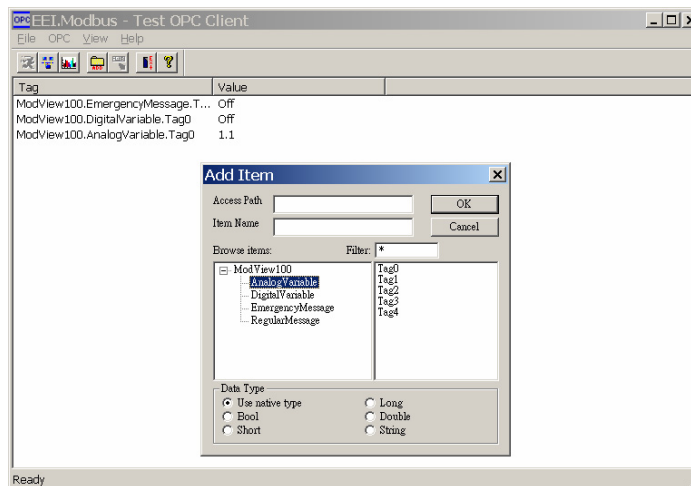 OPC EEI.Modbus - Test OPC Client
File OPC View Help
ADD
Tag Value
ModView100.EmergencyMessage.T... Off
ModView100.DigitalVariable.Tag0 Off
ModView100.AnalogVariable.Tag0 1.1
Add Item
Access Path OK
Item Name Cancel
Browse items: Filter: *
ModView100 Tag0
AnalogVariable Tag1
DigitalVariable Tag2
EmergencyMessage Tag3
RegularMessage Tag4
Data Type
Use native type Long
Bool Double
Short String
Ready